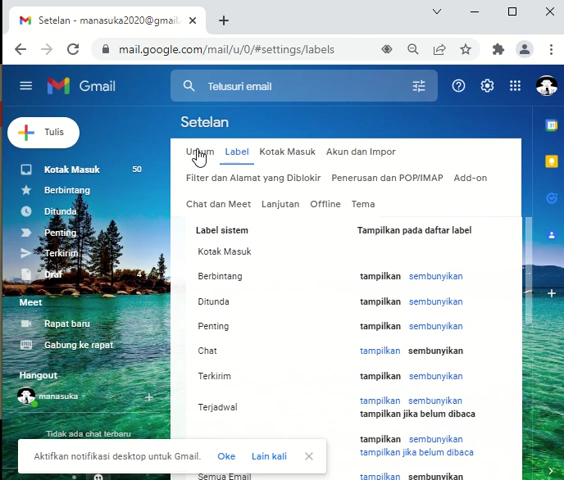 Setelan - manasuka2020@gmail.
mail.google.com/mail/u/0/#settings/labels
Gmail
Telusuri email
Tulis
Setelan
Umum Label Kotak Masuk Akun dan Impor
Filter dan Alamat yang Diblokir Penerusan dan POP/IMAP Add-on
Chat dan Meet Lanjutan Offline Tema
Kotak Masuk 50
Berbintang
Ditunda
Penting
Terkirim
Draf
Meet
Rapat baru
Gabung ke rapat
Hangout
manasuka
Tidak ada chat terbaru
Label sistem Tampilkan pada daftar label
Kotak Masuk
Berbintang tampilkan sembunyikan
Ditunda tampilkan sembunyikan
Penting tampilkan sembunyikan
Chat tampilkan sembunyikan
Terkirim tampilkan sembunyikan
Terjadwal tampilkan sembunyikan
tampilkan jika belum dibaca
tampilkan sembunyikan
tampilkan jika belum dibaca
Semua Email tampilkan sembunyikan
Aktifkan notifikasi desktop untuk Gmail. Oke Lain kali